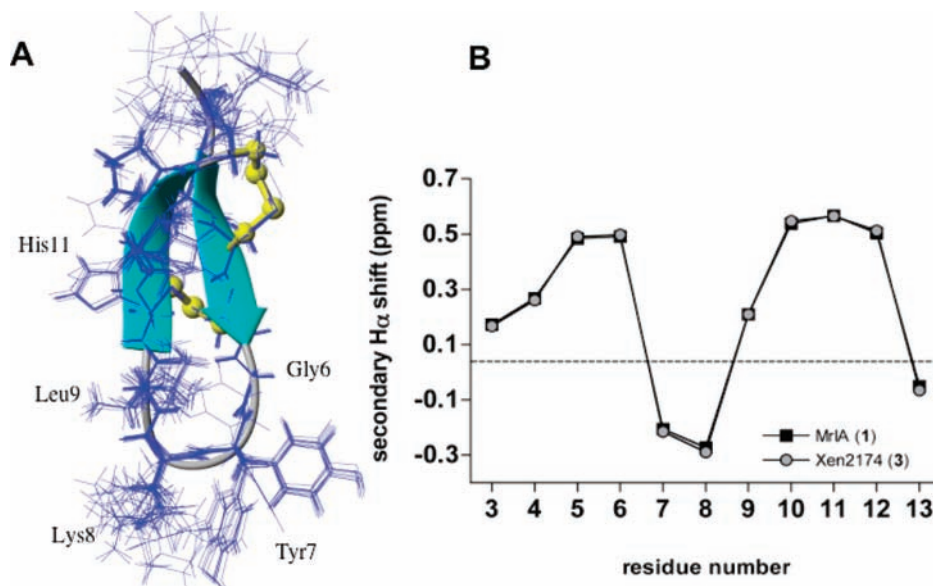 A
His11
Gly6
Leu9
Lys8
Tyr7
B
secondary Hα shift (ppm)
0.7
0.5
0.3
0.1
-0.1
-0.3
MrIA (1)
Xen2174 (3)
3 4 5 6 7 8 9 10 11 12 13
residue number